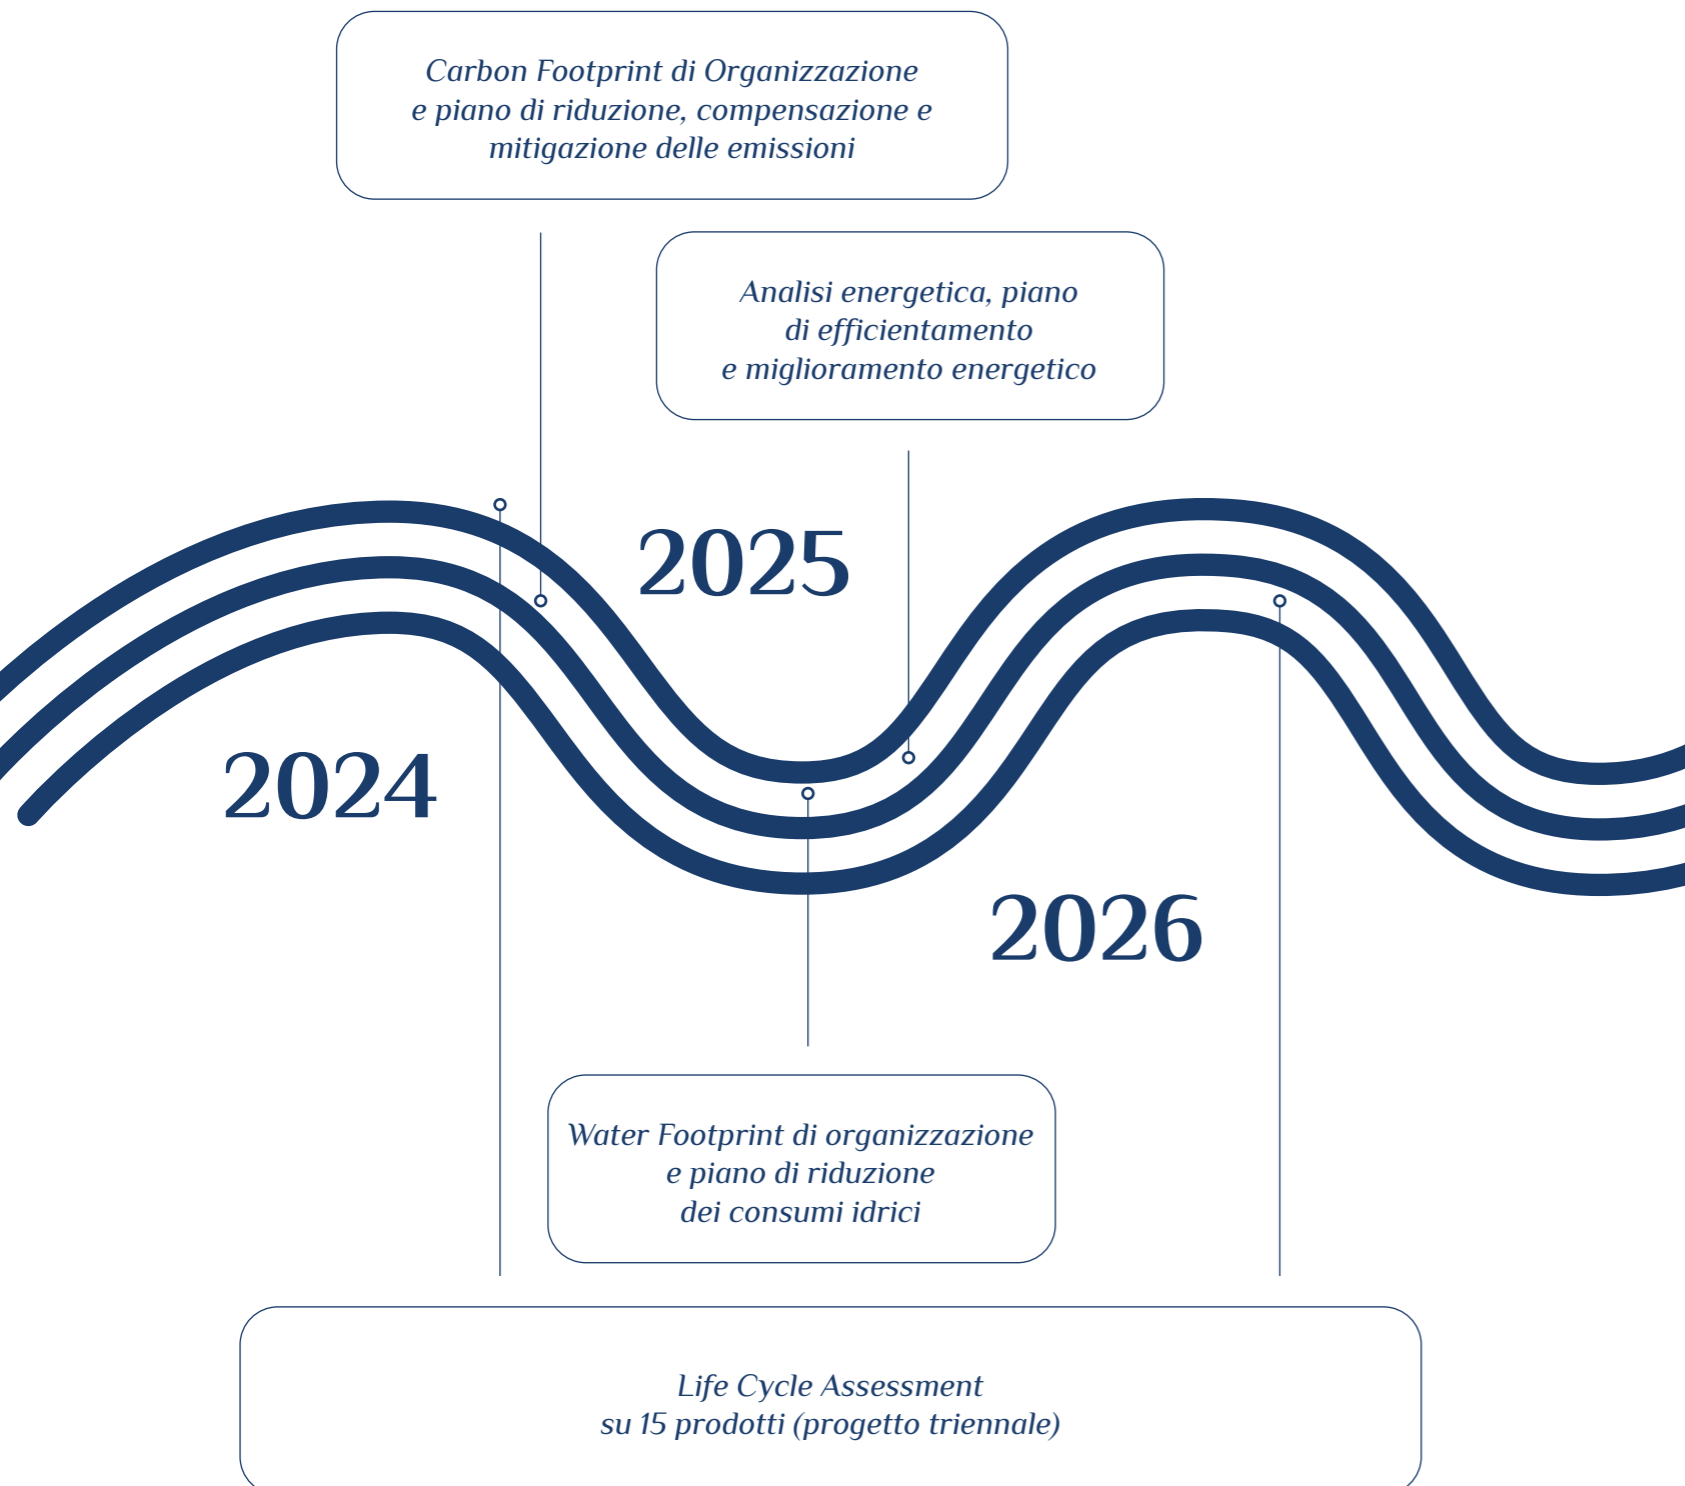 Carbon Footprint di Organizzazione
e piano di riduzione, compensazione e
mitigazione delle emissioni
Analisi energetica, piano
di efficientamento
e miglioramento energetico
2025
2024
2026
Water Footprint di organizzazione
e piano di riduzione
dei consumi idrici
Life Cycle Assessment
su 15 prodotti (progetto triennale)